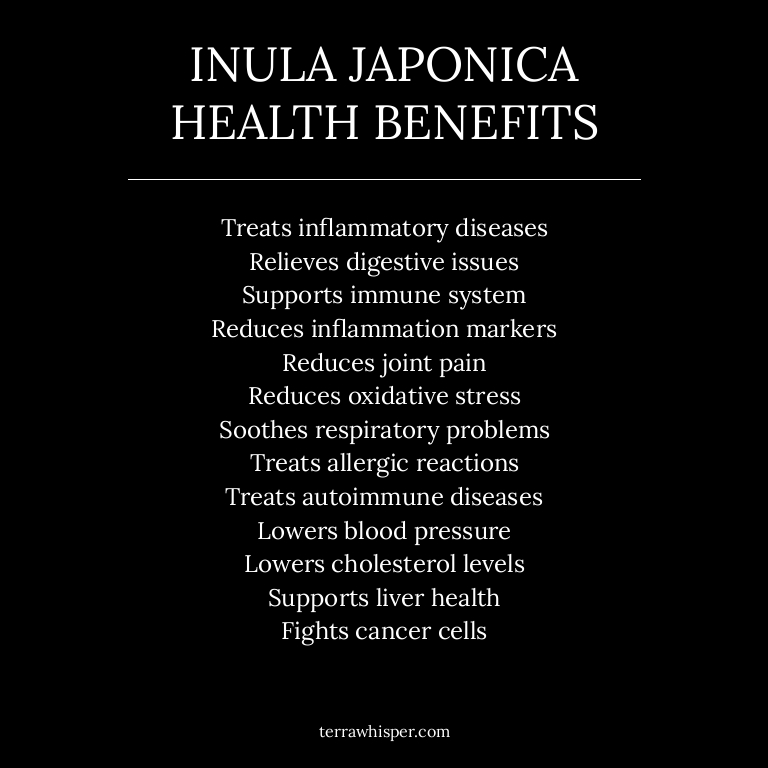 INULA JAPONICA
HEALTH BENEFITS
Treats inflammatory diseases
Relieves digestive issues
Supports immune system
Reduces inflammation markers
Reduces joint pain
Reduces oxidative stress
Soothes respiratory problems
Treats allergic reactions
Treats autoimmune diseases
Lowers blood pressure
Lowers cholesterol levels
Supports liver health
Fights cancer cells
terrawhisper.com